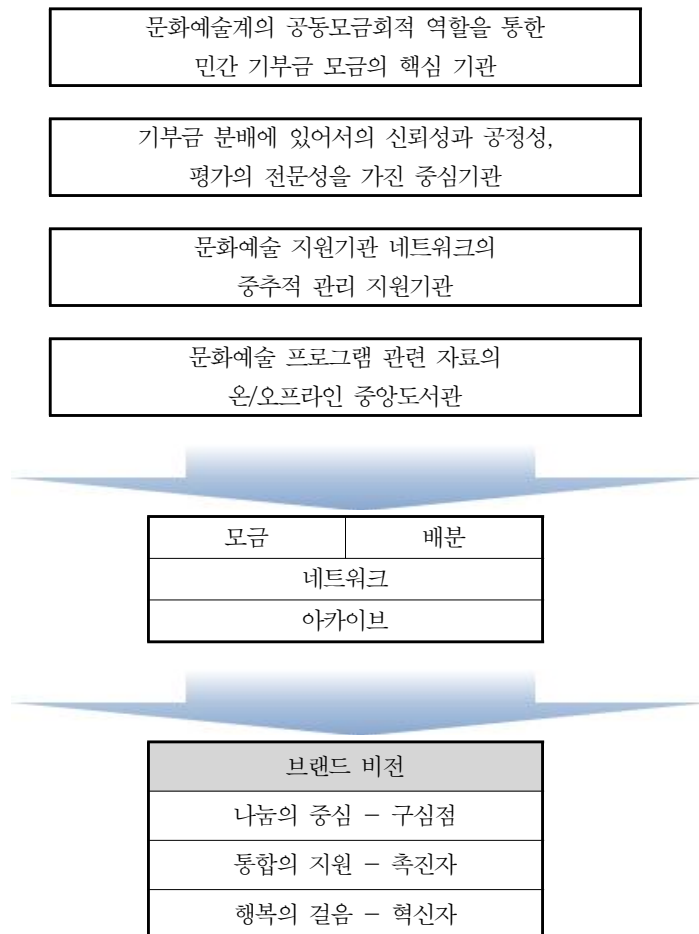 문화예술계의 공동모금회적 역할을 통한
민간 기부금 모금의 핵심 기관
기부금 분배에 있어서의 신뢰성과 공정성,
평가의 전문성을 가진 중심기관
문화예술 지원기관 네트워크의
중추적 관리 지원기관
문화예술 프로그램 관련 자료의
온/오프라인 중앙도서관
모금 배분
네트워크
아카이브
브랜드 비전
나눔의 중심 - 구심점
통합의 지원 - 촉진자
행복의 걸음 - 혁신자